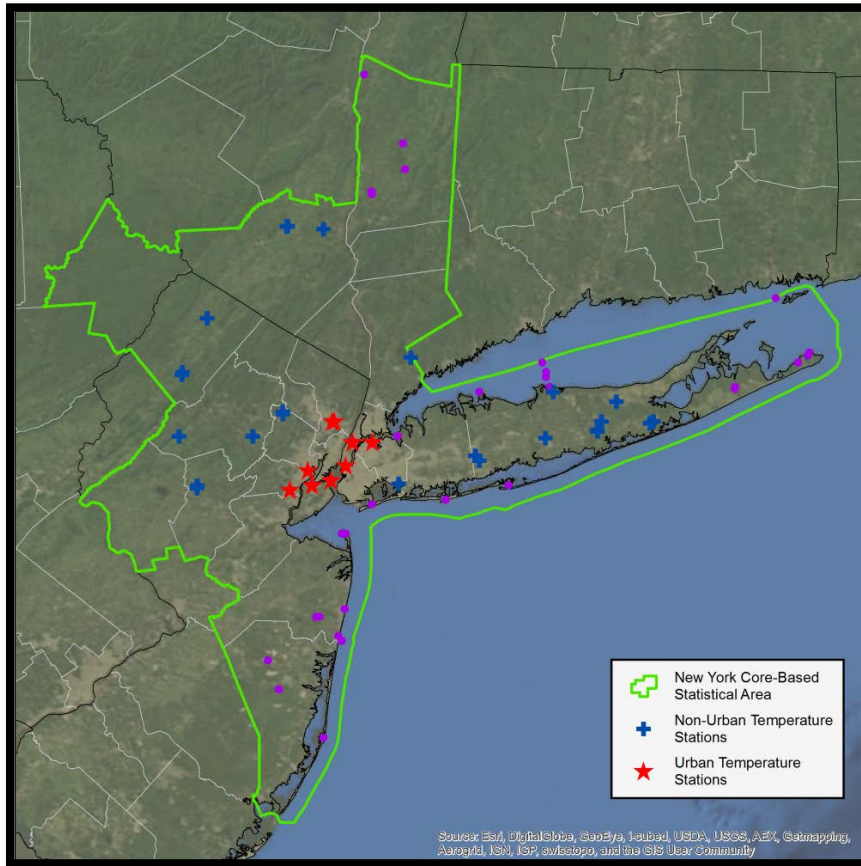 New York Core-Based
Statistical Area
Non-Urban Temperature
Stations
Urban Temperature
Stations
Source: Esri, DigitalGlobe, GeoEye, i-cubed, USDA, USGS, AEX, Getmapping,
Aerogrid, IGN, IGP, swisstopo, and the GIS User Community